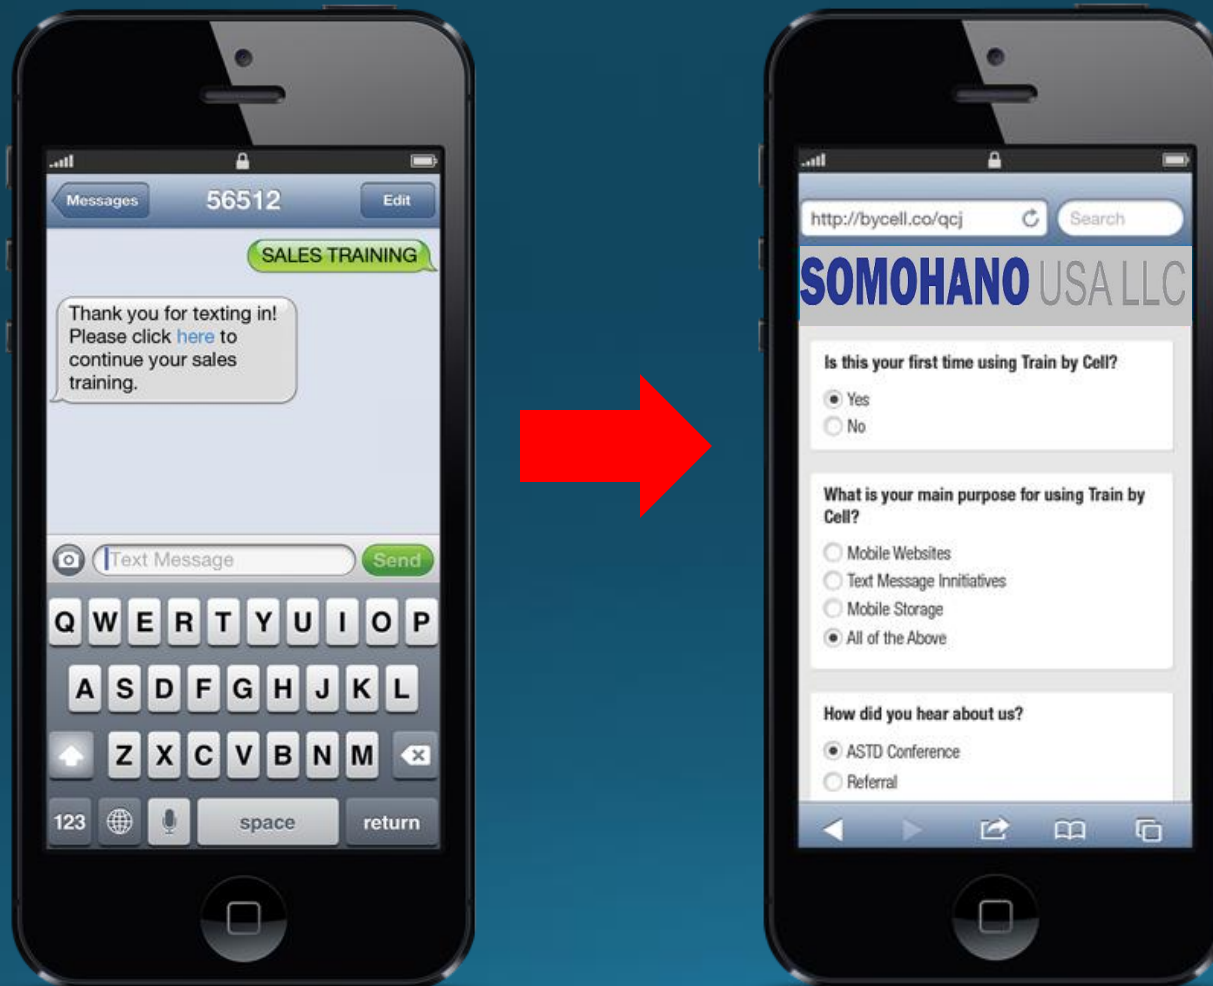 Messages
56512
Edit
SALES TRAINING
Thank you for texting in!
Please click here to
continue your sales
training.
Text Message
Send
Q W E R T Y U I O P
A S D F G H J K L
Z X C V B N M
123
space
return
http://bycell.co/qcj
Search
SOMOHANO USA LLC
Is this your first time using Train by Cell?
Yes
No
What is your main purpose for using Train by
Cell?
Mobile Websites
Text Message Innitiatives
Mobile Storage
All of the Above
How did you hear about us?
ASTD Conference
Referral